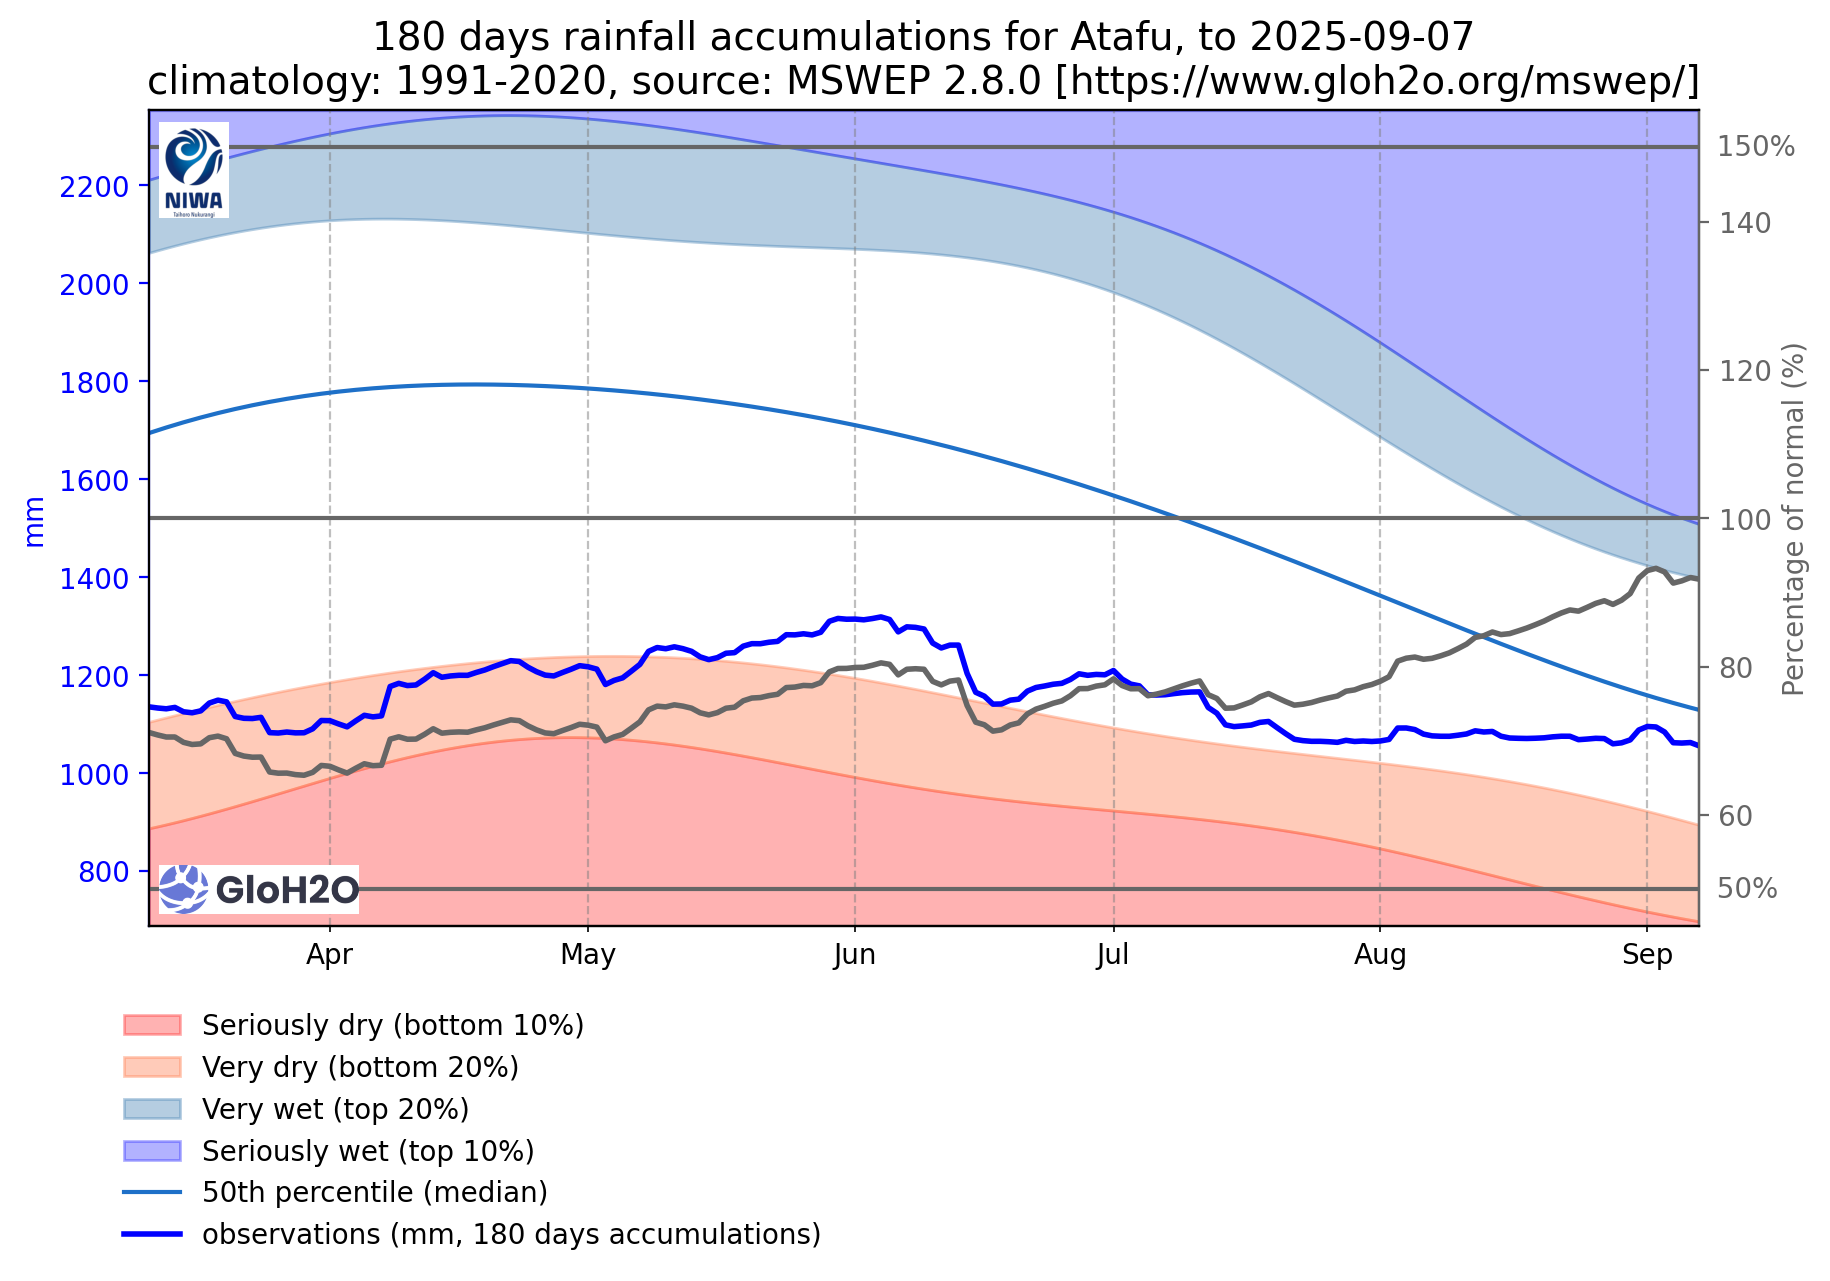 180 days rainfall accumulations for Atafu, to 2025-09-07
climatology: 1991-2020, source: MSWEP 2.8.0 [https://www.gloh2o.org/mswep/]
NIWA
Taihoro Nukurangi
2200
2000
1800
1600
1400
1200
1000
800
mm
150%
140
120
100
80
60
50%
Percentage of normal (%)
GloH2O
Apr May Jun Jul Aug Sep
Seriously dry (bottom 10%)
Very dry (bottom 20%)
Very wet (top 20%)
Seriously wet (top 10%)
50th percentile (median)
observations (mm, 180 days accumulations)